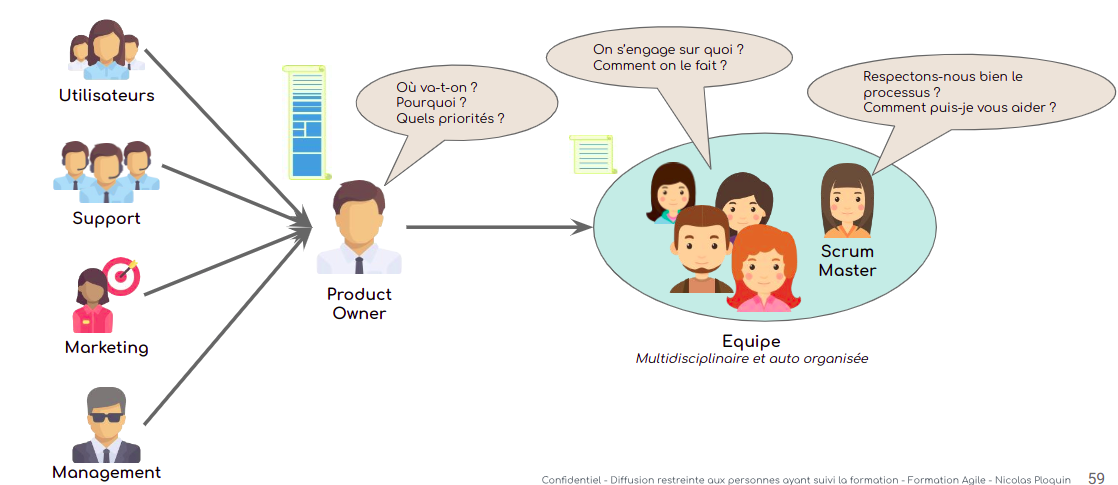 Utilisateurs
Support
Marketing
Management
Où va-t-on ?
Pourquoi ?
Quels priorités ?
Product
Owner
On s'engage sur quoi ?
Comment on le fait ?
Respectons-nous bien le
processus ?
Comment puis-je vous aider ?
Scrum
Master
Equipe
Multidisciplinaire et auto organisée
Confidentiel - Diffusion restreinte aux personnes ayant suivi la formation - Formation Agile - Nicolas Ploquin
59